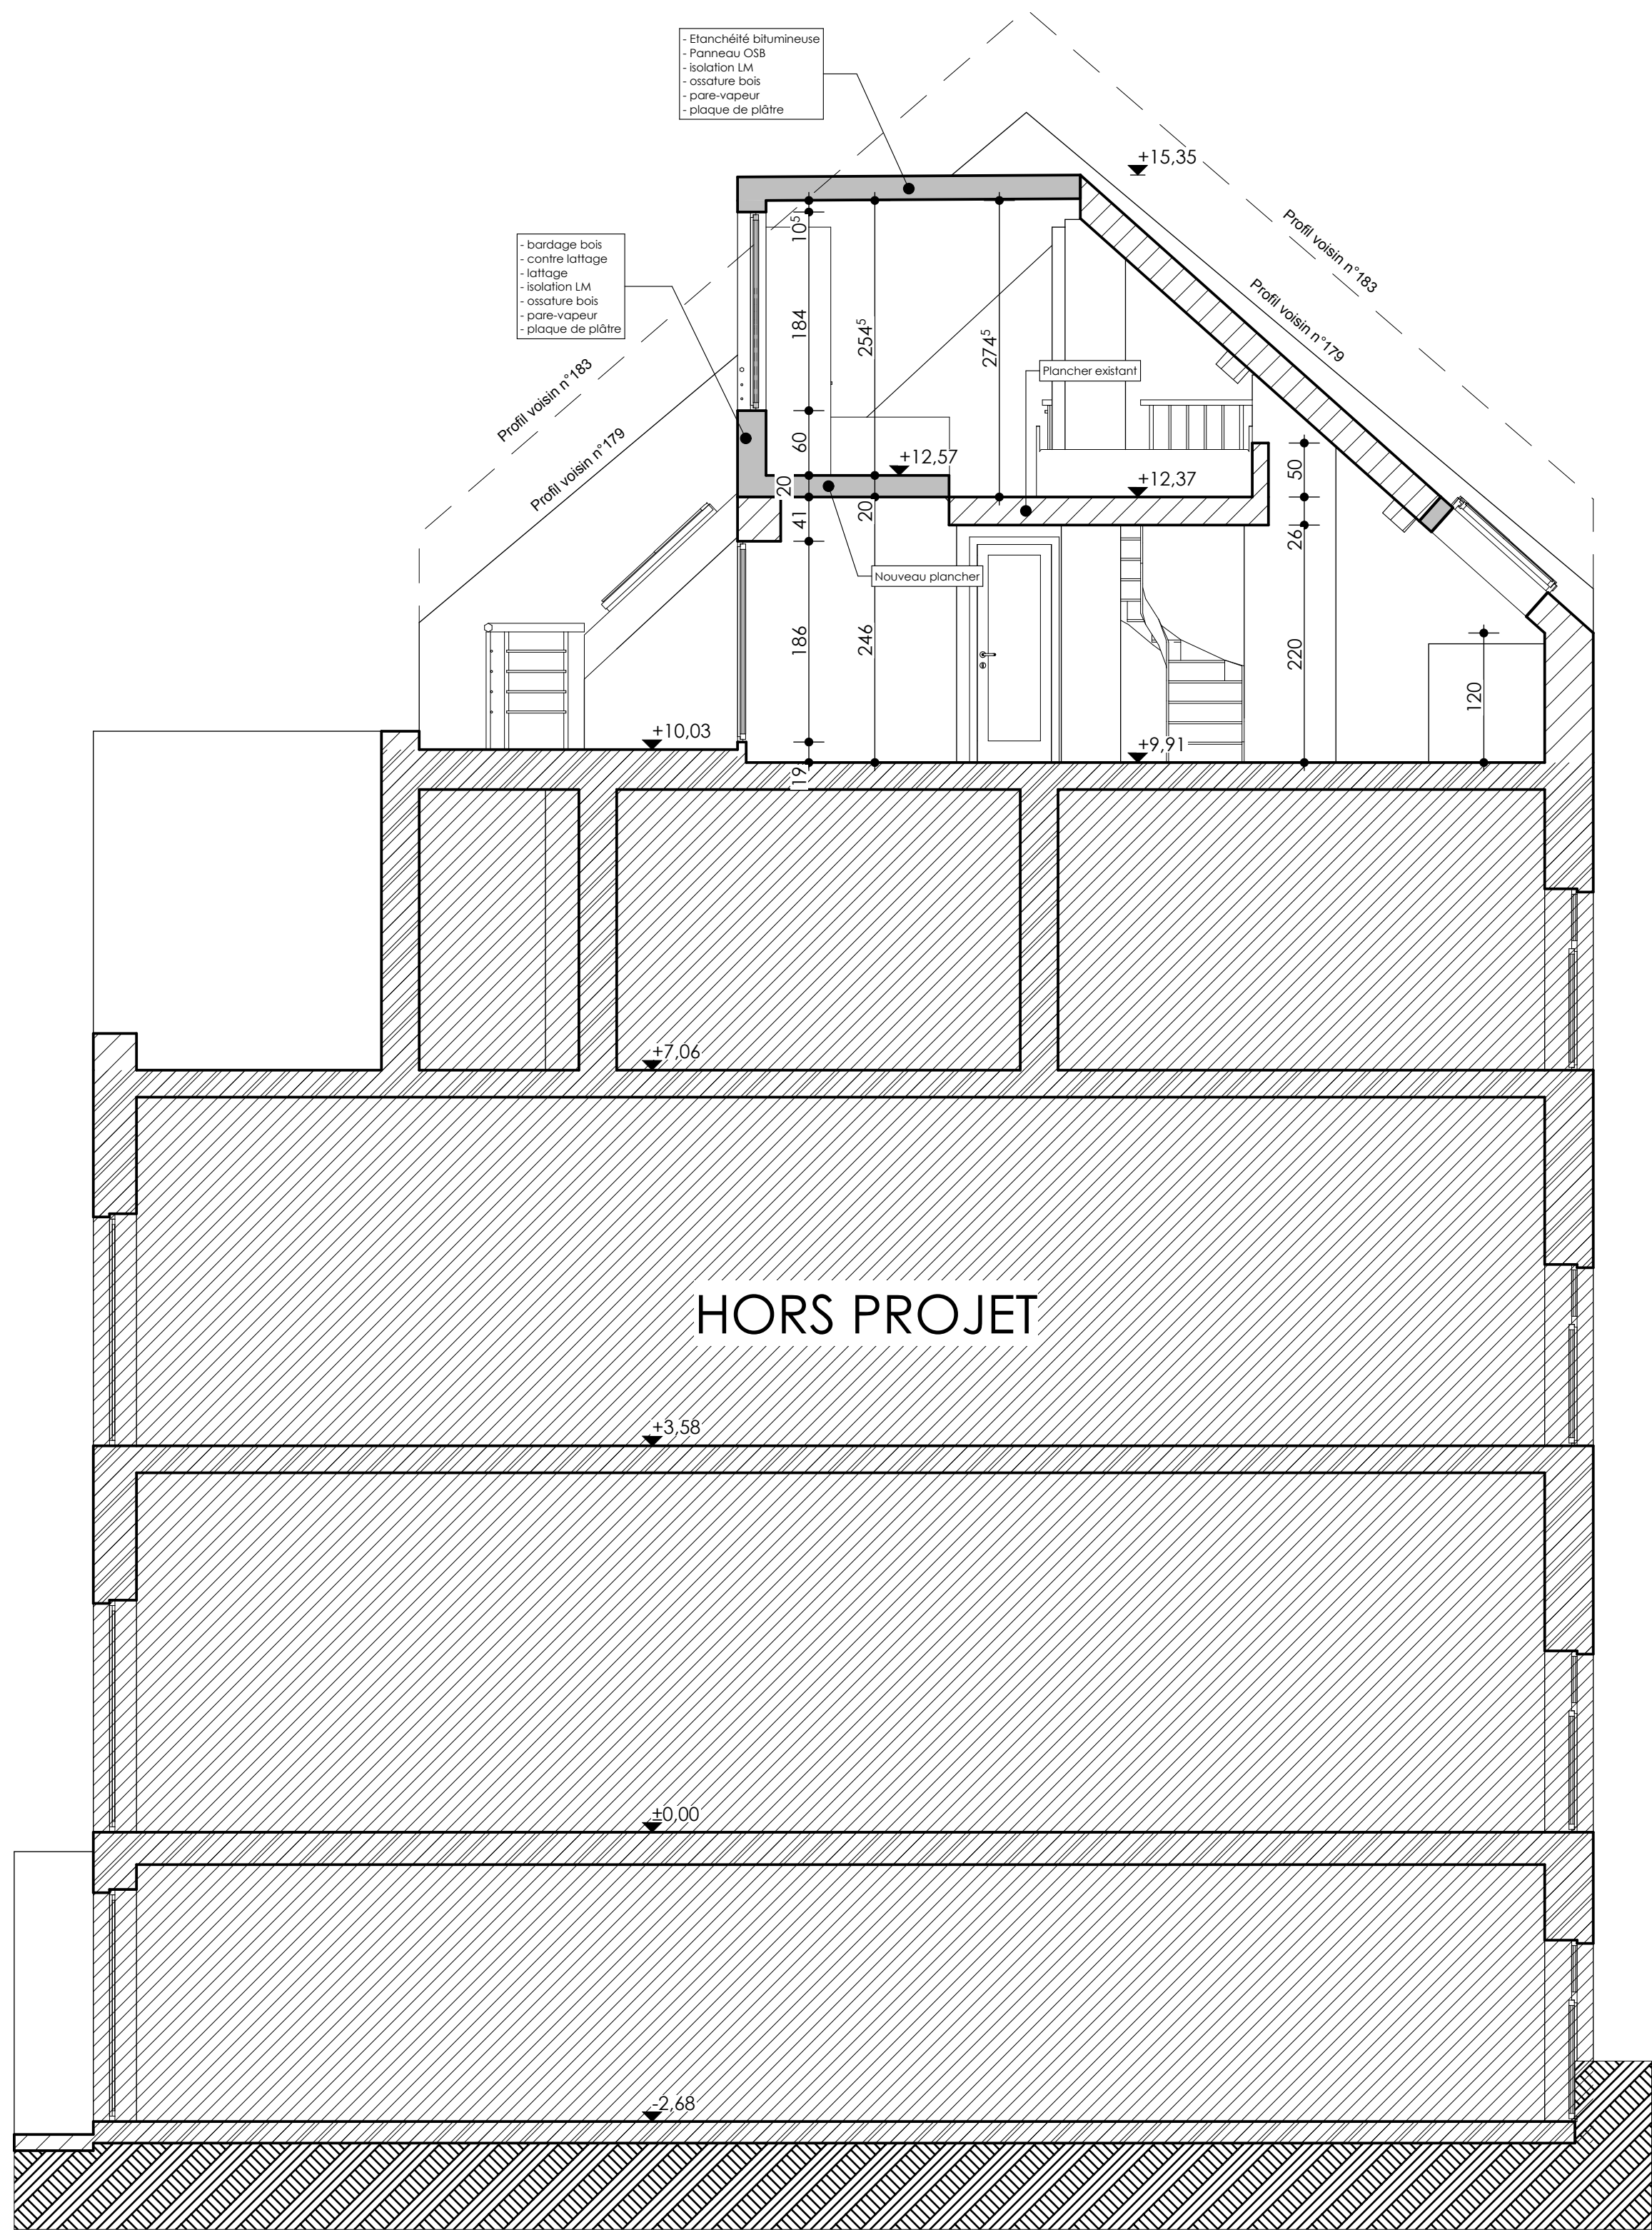 - Etanchéité bitumineuse
- Panneau OSB
- isolation LM
- ossature bois
- pare-vapeur
- plaque de plâtre
+15,35
Profil voisin n°183
Profil voisin n°179
- bardage bois
- contre lattage
- lattage
- isolation LM
- ossature bois
- pare-vapeur
- plaque de plâtre
10⁵
184
254⁵
274⁵
Plancher existant
Profil voisin n°183
Profil voisin n°179
60
+12,57
20
+12,37
50
41
20
26
Nouveau plancher
186
246
220
120
+10,03
+9,91
19
+7,06
HORS PROJET
+3,58
±0,00
-2,68